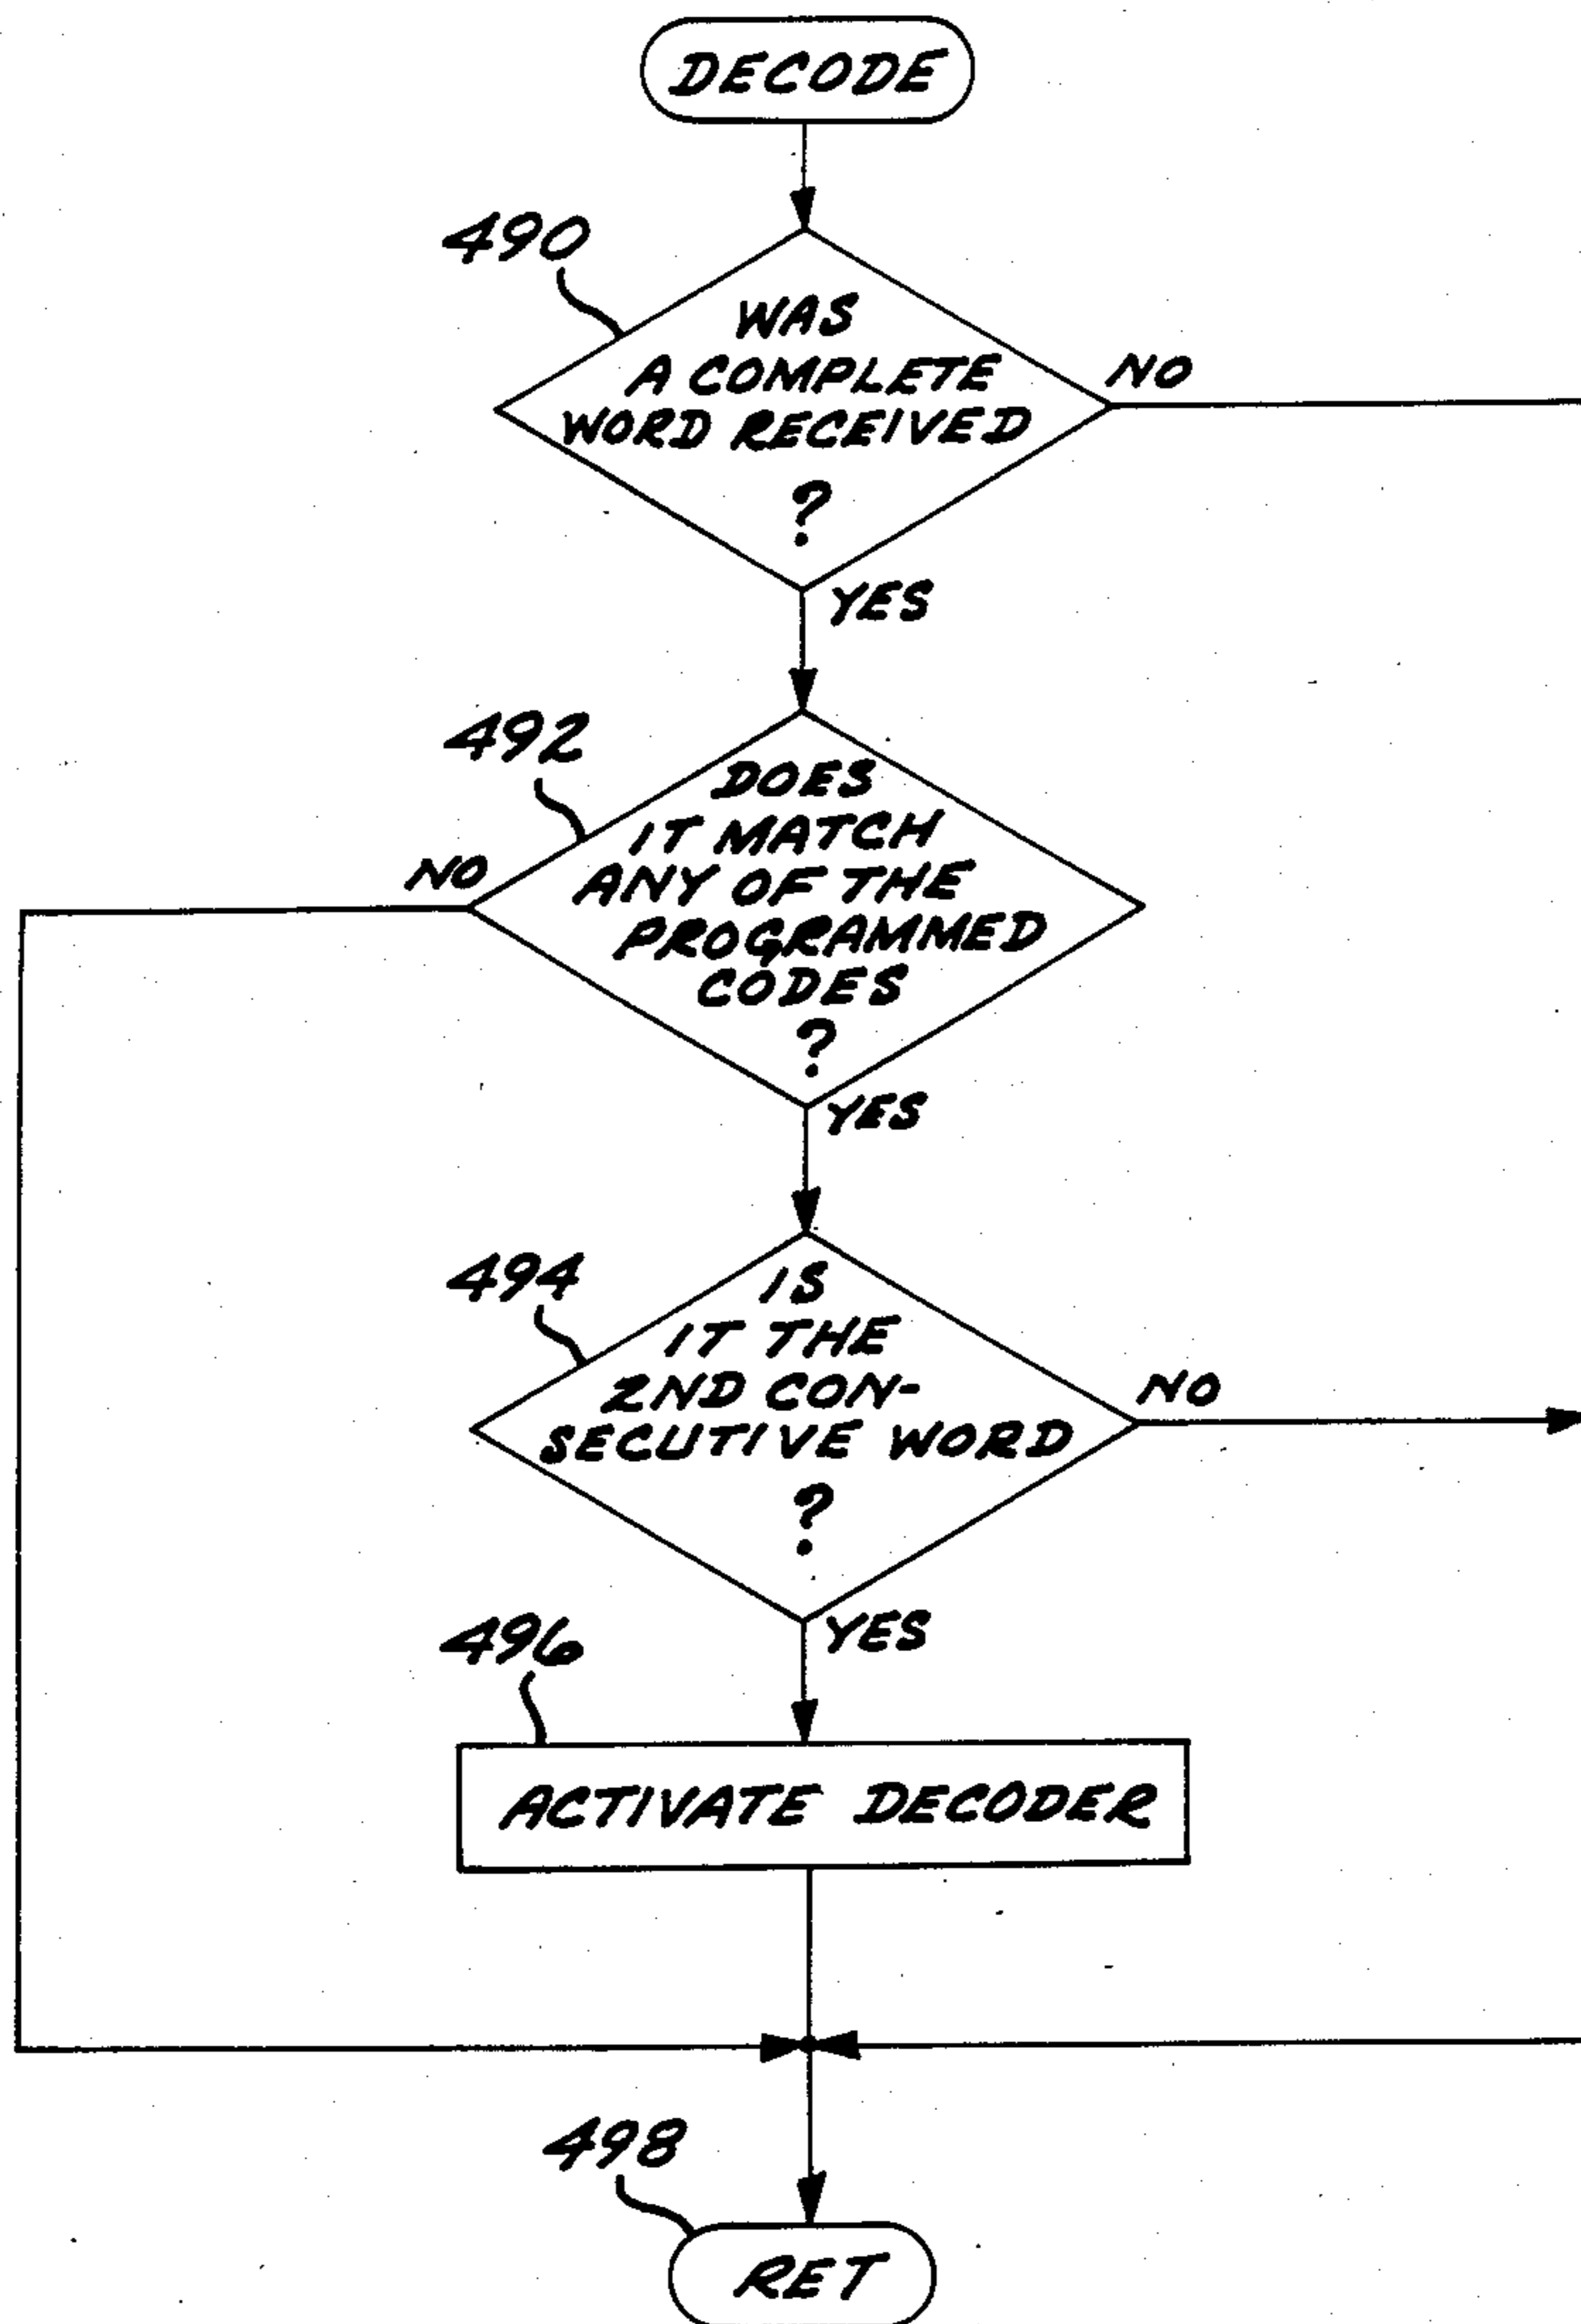 DECODE
490
WAS
A COMPLETE
WORD RECEIVED
?
NO
YES
492
DOES
IT MATCH
ANY OF THE
PROGRAMMED
CODES
?
NO
YES
494
IS
IT THE
2ND CON-
SECUTIVE WORD
?
NO
YES
496
ACTIVATE DECODER
498
RET